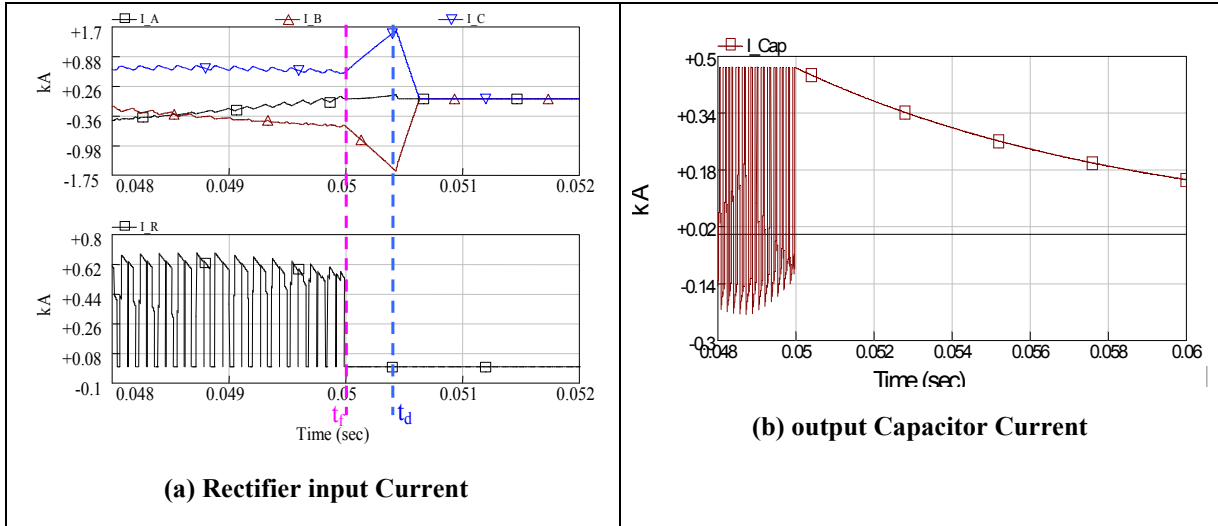 I_A I_B I_C
+1.7
+0.88
+0.26
-0.36
-0.98
-1.75
kA
0.048 0.049 0.05 0.051 0.052
I_R
+0.8
+0.62
+0.44
+0.26
+0.08
-0.1
kA
0.048 0.049 0.05 0.051 0.052
t_f t_d
Time (sec)
(a) Rectifier input Current
I_Cap
+0.5
+0.34
+0.18
+0.02
-0.14
-0.3
kA
0.048 0.05 0.052 0.054 0.056 0.058 0.06
Time (sec)
(b) output Capacitor Current